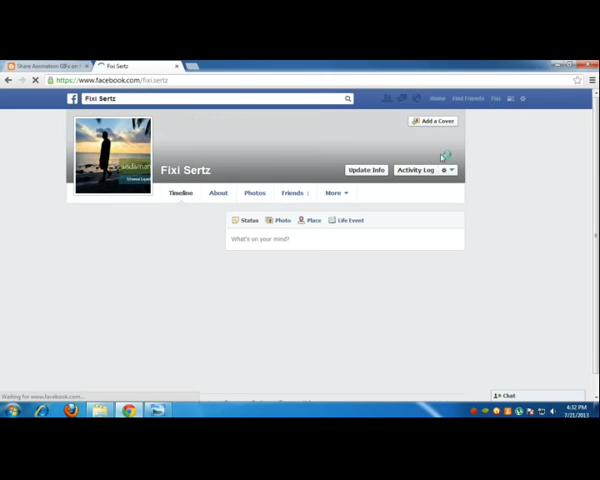 Share Animation GIFs on
Fixi Sertz
https://www.facebook.com/fixi.sertz
Fixi Sertz
Home Find Friends Fixi
Add a Cover
Fixi Sertz
Update Info
Activity Log
Timeline About Photos Friends More
Status Photo Place Life Event
What's on your mind?
Waiting for www.facebook.com...
Chat
4:32 PM
7/21/2013